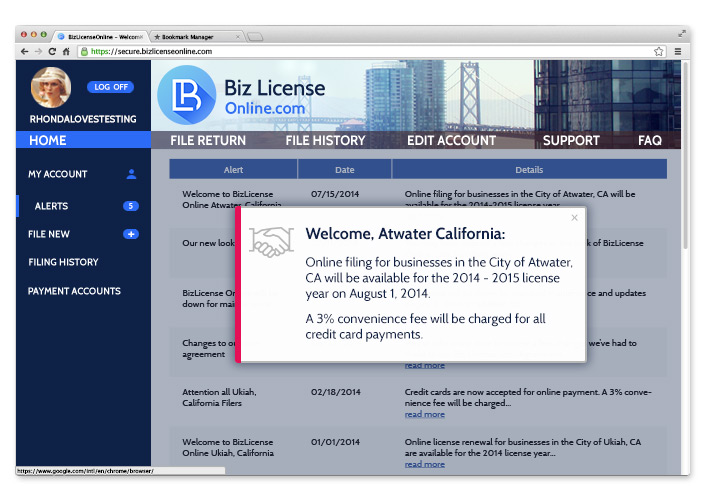 BizLicenseOnline - Welcom
Bookmark Manager
https://secure.bizlicenseonline.com
LOG OFF
RHONDALOVESTESTING
LB
Biz License
Online.com
HOME
FILE RETURN FILE HISTORY EDIT ACCOUNT SUPPORT FAQ
MY ACCOUNT
ALERTS 5
FILE NEW +
FILING HISTORY
PAYMENT ACCOUNTS
Alert Date Details
Welcome to BizLicense
Online Atwater, California
07/15/2014
Online filing for businesses in the City of Atwater, CA will be
available for the 2014-2015 license year
Our new look
k of BizLicense
BizLicense On
down for mai
ce and updates
Changes to ou
agreement
we've had to
read more
Attention all Ukiah,
California Filers
02/18/2014
Credit cards are now accepted for online payment. A 3% conve-
nience fee will be charged...
read more
Welcome to BizLicense
Online Ukiah, California
01/01/2014
Online license renewal for businesses in the City of Ukiah, CA
are available for the 2014 license year...
read more
Welcome, Atwater California:
Online filing for businesses in the City of Atwater,
CA will be available for the 2014 - 2015 license
year on August 1, 2014.
A 3% convenience fee will be charged for all
credit card payments.
https://www.google.com/intl/en/chrome/browser/